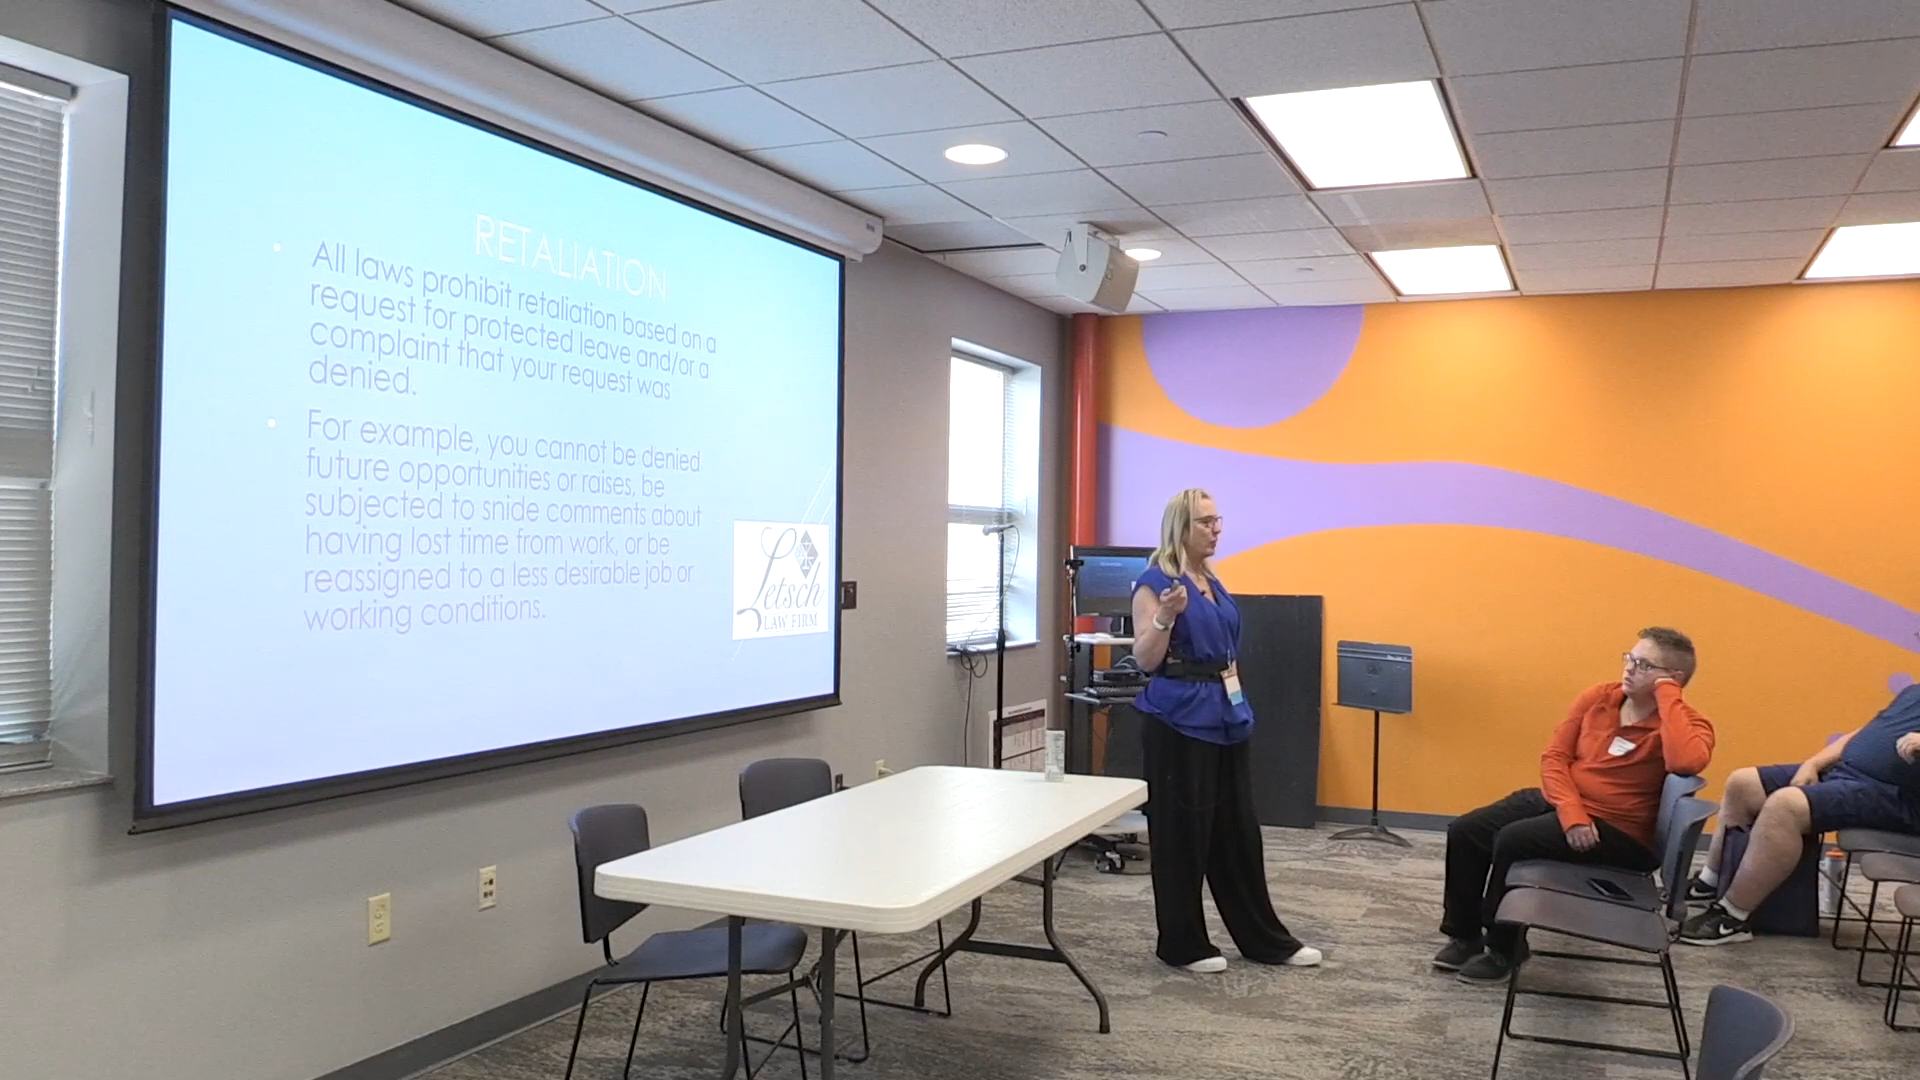 RETALIATION
All laws prohibit retaliation based on a
request for protected leave and/or a
complaint that your request was
denied.
For example, you cannot be denied
future opportunities or raises, be
subjected to snide comments about
having lost time from work, or be
reassigned to a less desirable job or
working conditions.
Letsch
LAW FIRM